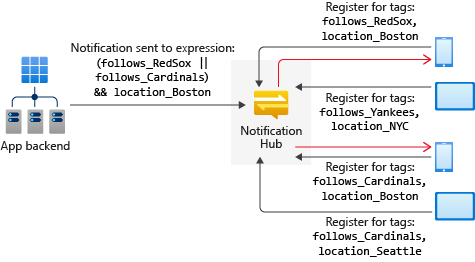 Register for tags:
follows_RedSox,
location_Boston
Notification sent to expression:
(follows_RedSox ||
follows_Cardinals)
&& location_Boston
Register for tags:
follows_Yankees,
location_NYC
App backend
Notification
Hub
Register for tags:
follows_Cardinals,
location_Boston
Register for tags:
follows_Cardinals,
location_Seattle